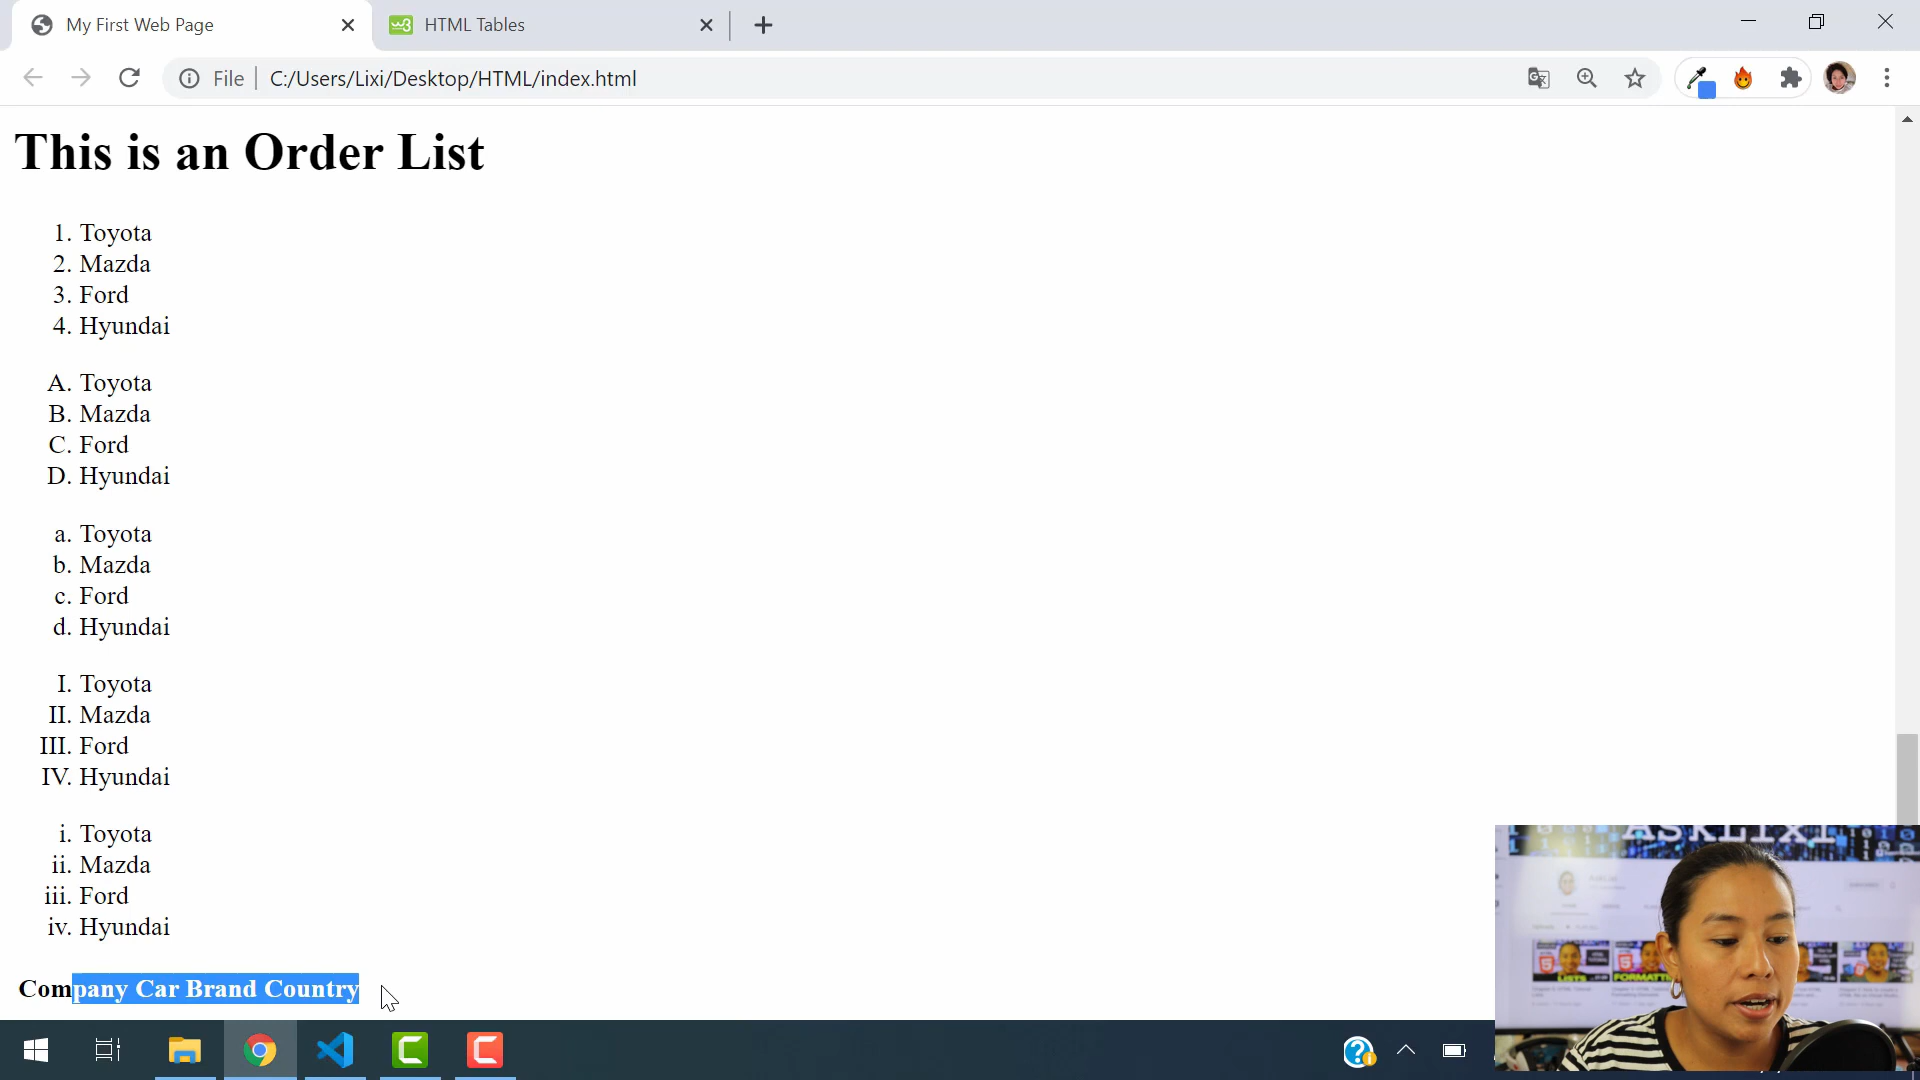 My First Web Page
HTML Tables
File C:/Users/Lixi/Desktop/HTML/index.html
This is an Order List
1. Toyota
2. Mazda
3. Ford
4. Hyundai
A. Toyota
B. Mazda
C. Ford
D. Hyundai
a. Toyota
b. Mazda
c. Ford
d. Hyundai
I. Toyota
II. Mazda
III. Ford
IV. Hyundai
i. Toyota
ii. Mazda
iii. Ford
iv. Hyundai
Company Car Brand Country
ASKLIXI